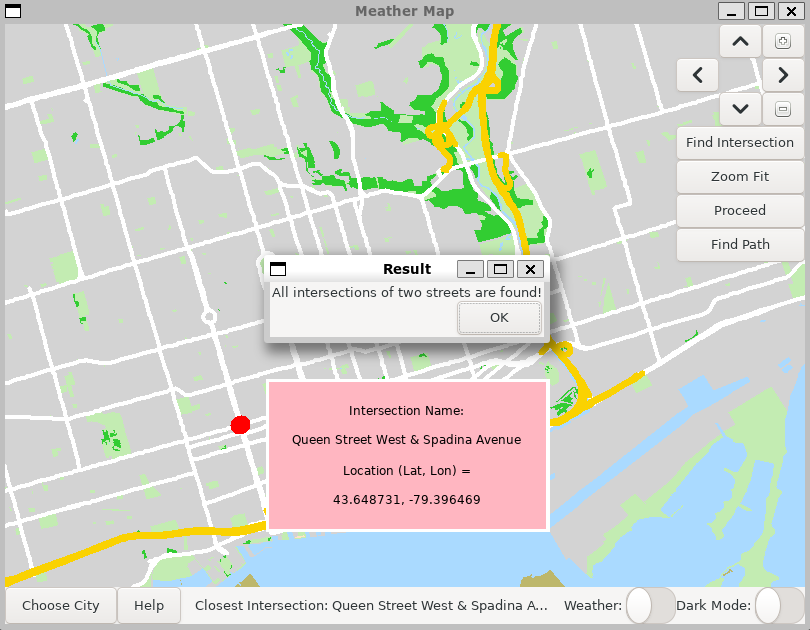 Meather Map
Find Intersection
Zoom Fit
Proceed
Find Path
Result
All intersections of two streets are found!
OK
Intersection Name:
Queen Street West & Spadina Avenue
Location (Lat, Lon) =
43.648731, -79.396469
Choose City
Help
Closest Intersection: Queen Street West & Spadina A...
Weather:
Dark Mode: